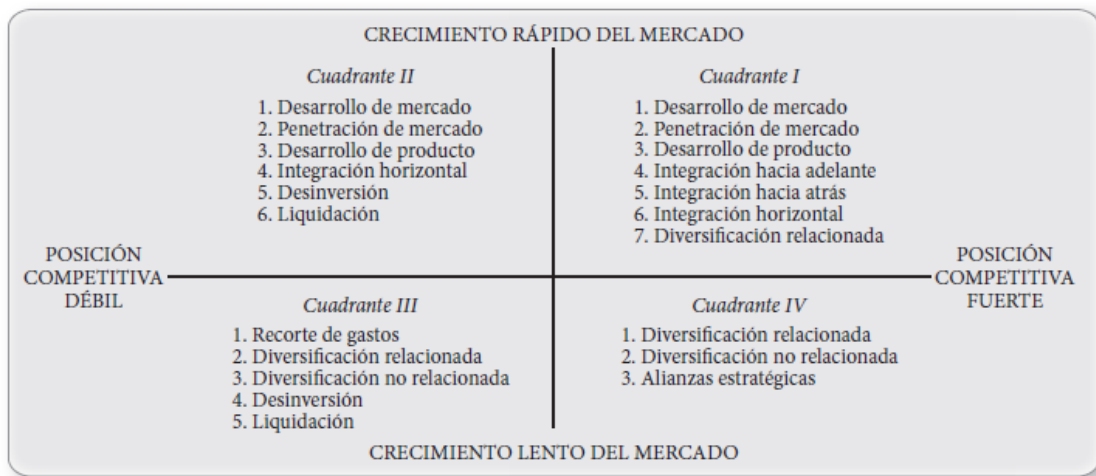 CRECIMIENTO RÁPIDO DEL MERCADO
Cuadrante II
1. Desarrollo de mercado
2. Penetración de mercado
3. Desarrollo de producto
4. Integración horizontal
5. Desinversión
6. Liquidación
Cuadrante I
1. Desarrollo de mercado
2. Penetración de mercado
3. Desarrollo de producto
4. Integración hacia adelante
5. Integración hacia atrás
6. Integración horizontal
7. Diversificación relacionada
POSICIÓN
COMPETITIVA
DÉBIL
POSICIÓN
COMPETITIVA
FUERTE
Cuadrante III
1. Recorte de gastos
2. Diversificación relacionada
3. Diversificación no relacionada
4. Desinversión
5. Liquidación
Cuadrante IV
1. Diversificación relacionada
2. Diversificación no relacionada
3. Alianzas estratégicas
CRECIMIENTO LENTO DEL MERCADO